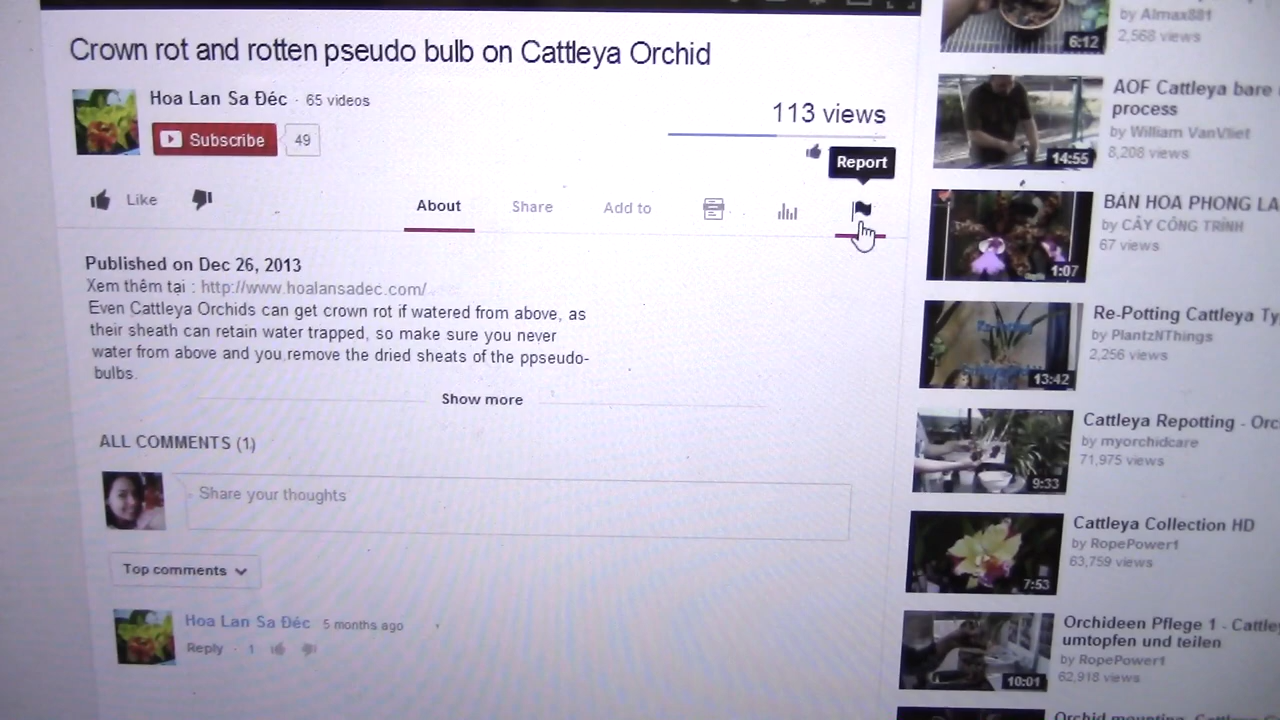 Crown rot and rotten pseudo bulb on Cattleya Orchid
Hoa Lan Sa Đéc · 65 videos
Subscribe 49
113 views
Report
Like
About Share Add to
Published on Dec 26, 2013
Xem thêm tại : http://www.hoalansadec.com/
Even Cattleya Orchids can get crown rot if watered from above, as
their sheath can retain water trapped, so make sure you never
water from above and you remove the dried sheats of the ppseudo-
bulbs.
Show more
ALL COMMENTS (1)
Share your thoughts
Top comments
Hoa Lan Sa Đéc 5 months ago
Reply · 1
by Almax881
2,568 views
6:12
AOF Cattleya bare
process
by William VanVliet
8,208 views
14:55
BÁN HOA PHONG LA
by CÂY CÔNG TRÌNH
67 views
1:07
Re-Potting Cattleya Ty
by PlantzNThings
2,256 views
13:42
Cattleya Repotting - Orc
by myorchidcare
71,975 views
9:33
Cattleya Collection HD
by RopePower1
63,759 views
7:53
Orchideen Pflege 1 - Cattley
umtopfen und teilen
by RopePower1
62,918 views
10:01